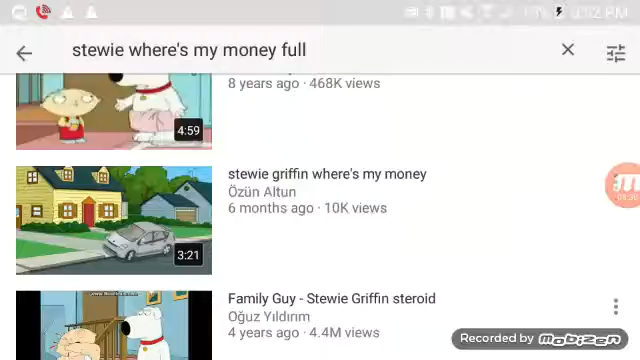 stewie where's my money full
8 years ago · 468K views
4:59
stewie griffin where's my money
Özün Altun
6 months ago · 10K views
3:21
Family Guy - Stewie Griffin steroid
Oğuz Yıldırım
4 years ago · 4.4M views
Recorded by MOBIZEN